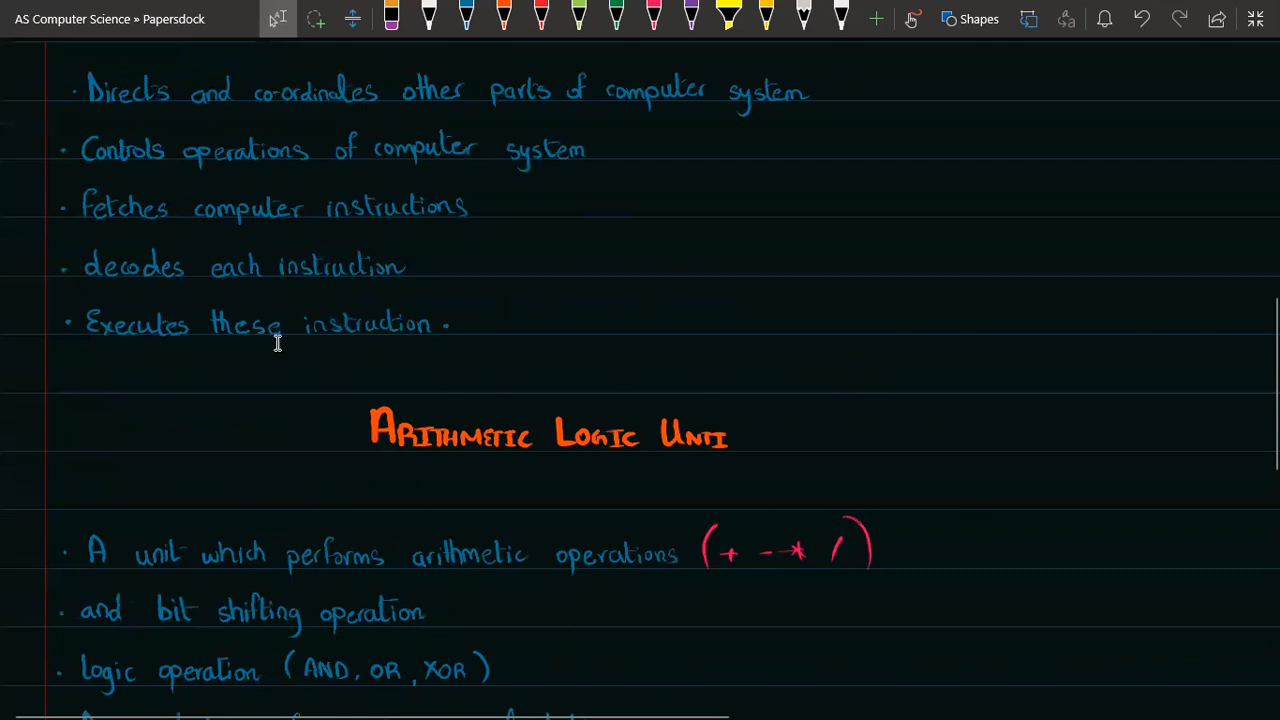 AS Computer Science » Papersdock
Shapes
· Directs and co-ordinates other parts of computer system
· Controls operations of computer system
· fetches computer instructions
· decodes each instruction
· Executes these instruction.
ARITHMETIC LOGIC UNTI
· A unit which performs arithmetic operations (+ - * /)
· and bit shifting operation
· logic operation (AND, OR, XOR)